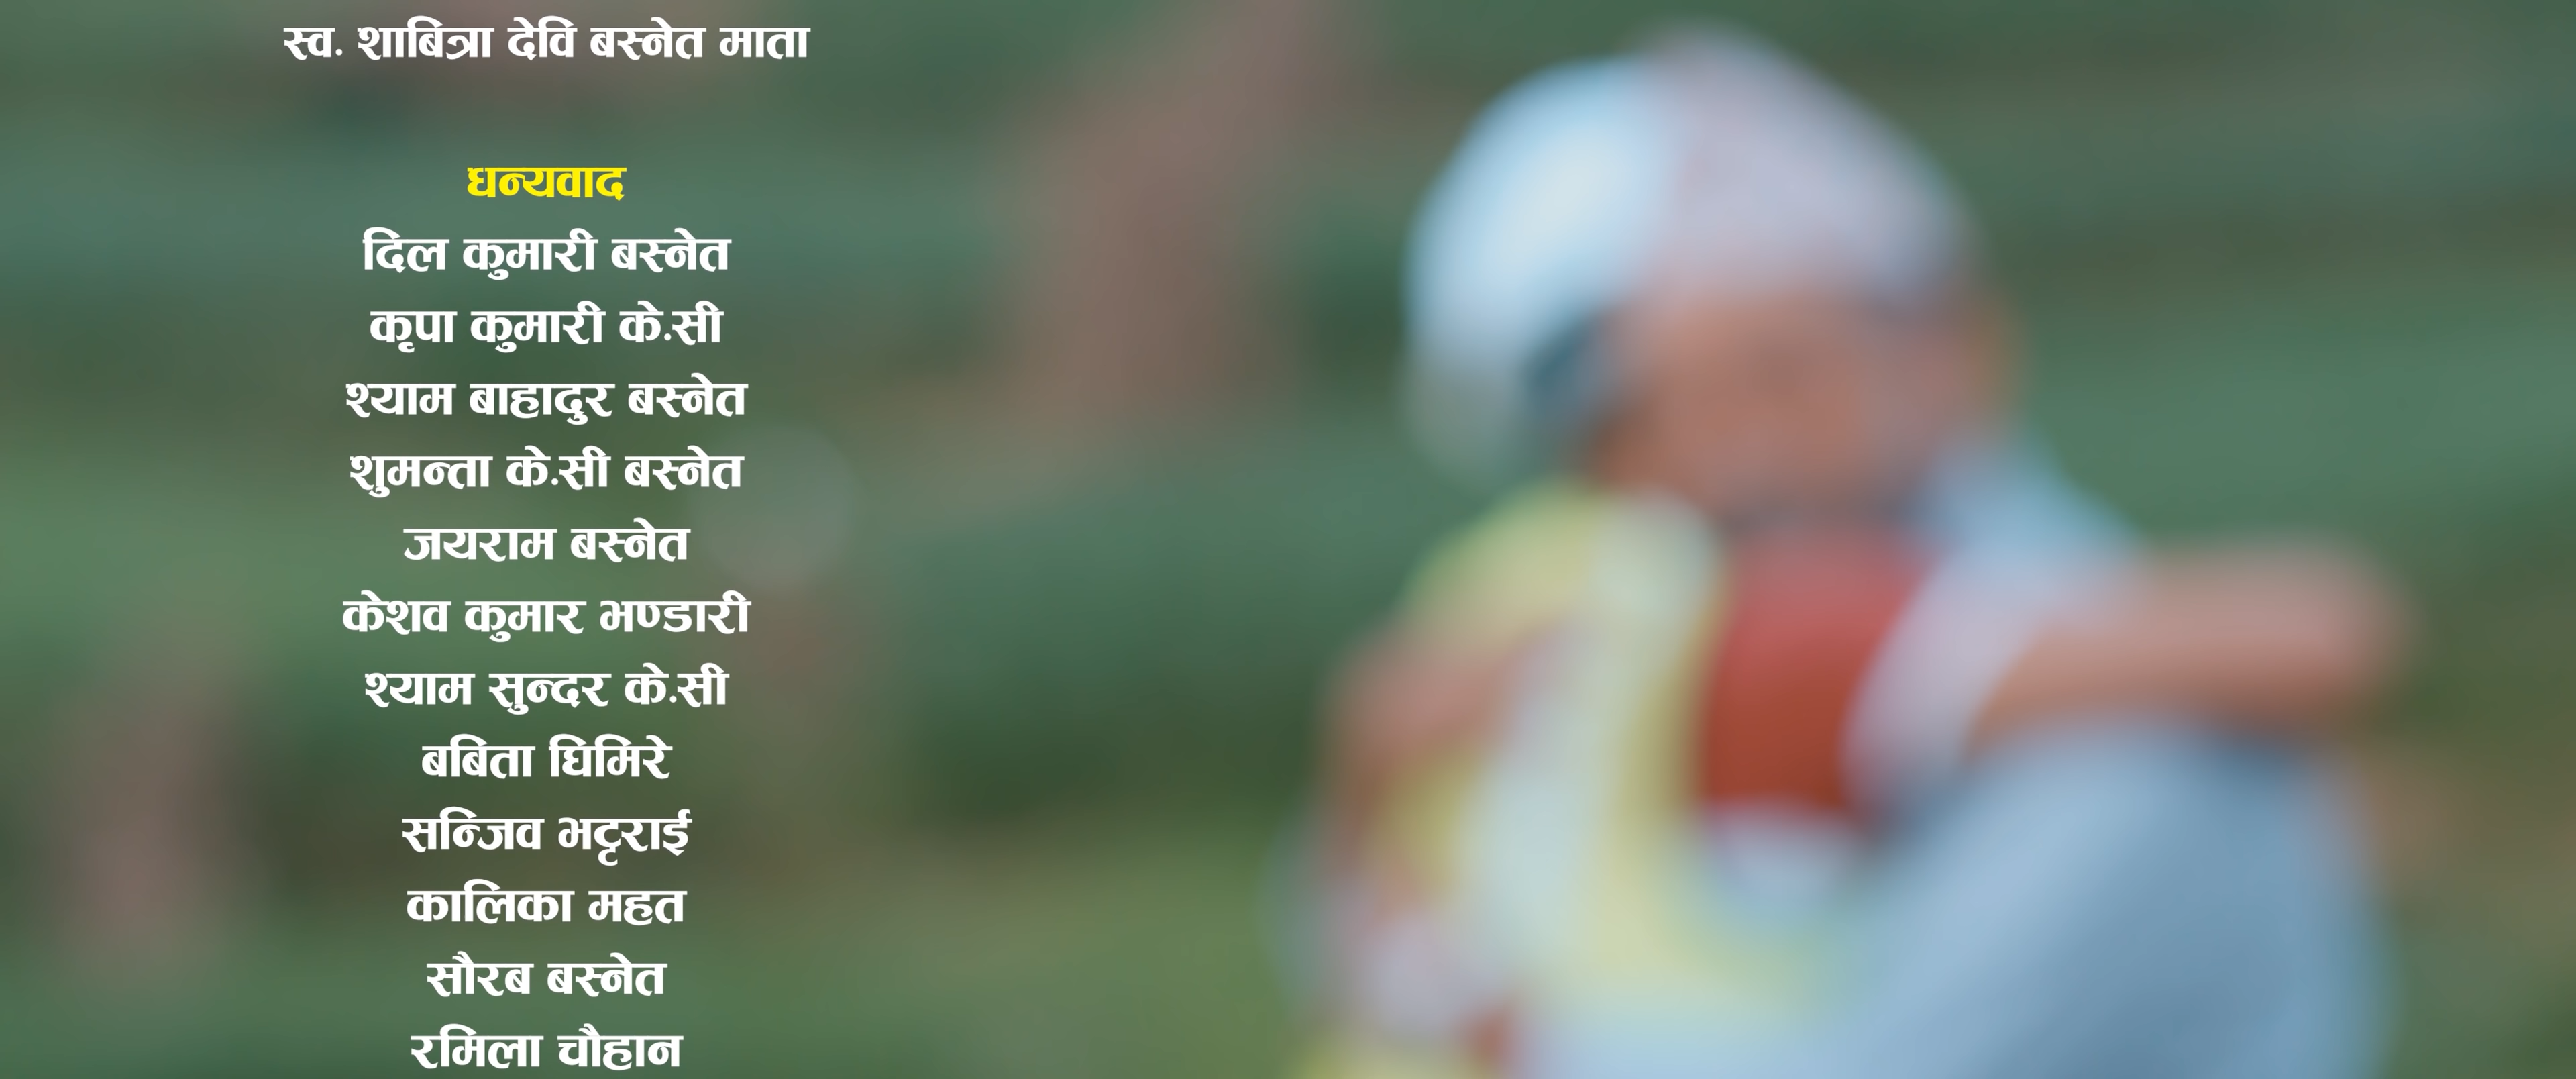 स्व. शाबित्रा देवि बस्नेत माता
धन्यवाद
दिल कुमारी बस्नेत
कृपा कुमारी के.सी
श्याम बाहादुर बस्नेत
शुमन्ता के.सी बस्नेत
जयराम बस्नेत
केशव कुमार भण्डारी
श्याम सुन्दर के.सी
बबिता घिमिरे
सन्जिव भट्टराई
कालिका महत
सौरब बस्नेत
रमिला चौहान